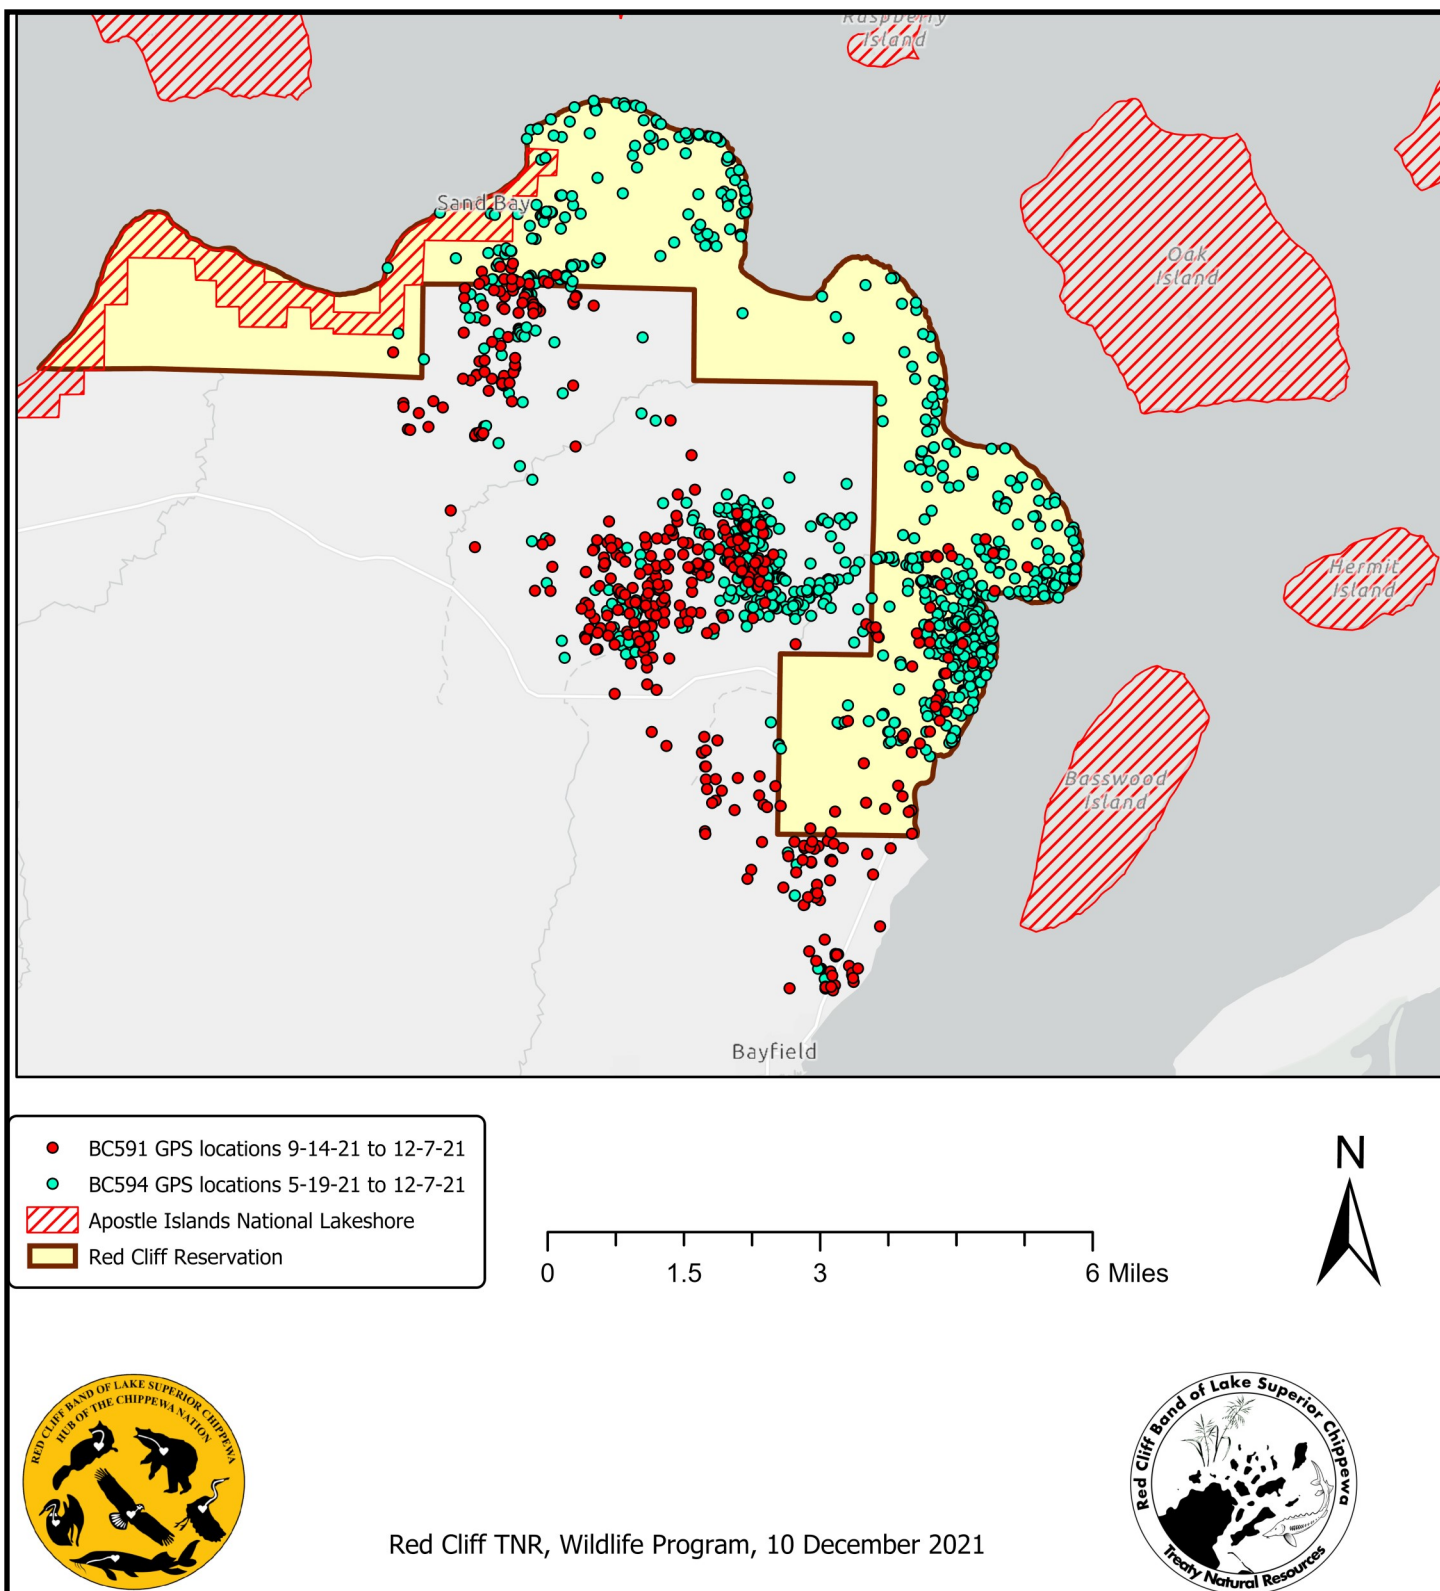 Raspberry
Island
Sand Bay
Oak
Island
Hermit
Island
Basswood
Island
Bayfield
BC591 GPS locations 9-14-21 to 12-7-21
BC594 GPS locations 5-19-21 to 12-7-21
Apostle Islands National Lakeshore
Red Cliff Reservation
0 1.5 3 6 Miles
N
RED CLIFF BAND OF LAKE SUPERIOR CHIPPEWA
HUB OF THE CHIPPEWA NATION
Red Cliff Band of Lake Superior Chippewa
Treaty Natural Resources
Red Cliff TNR, Wildlife Program, 10 December 2021